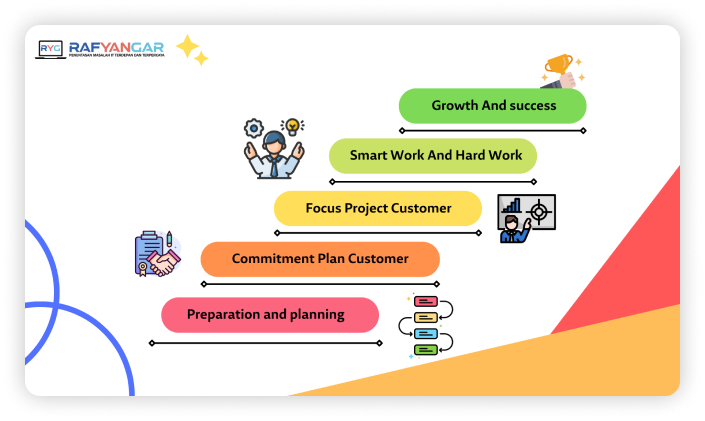 RYG RAFYANGAR
PENUNTASAN MASALAH IT TERDEPAN DAN TERPERCAYA
Growth And success
Smart Work And Hard Work
Focus Project Customer
Commitment Plan Customer
Preparation and planning